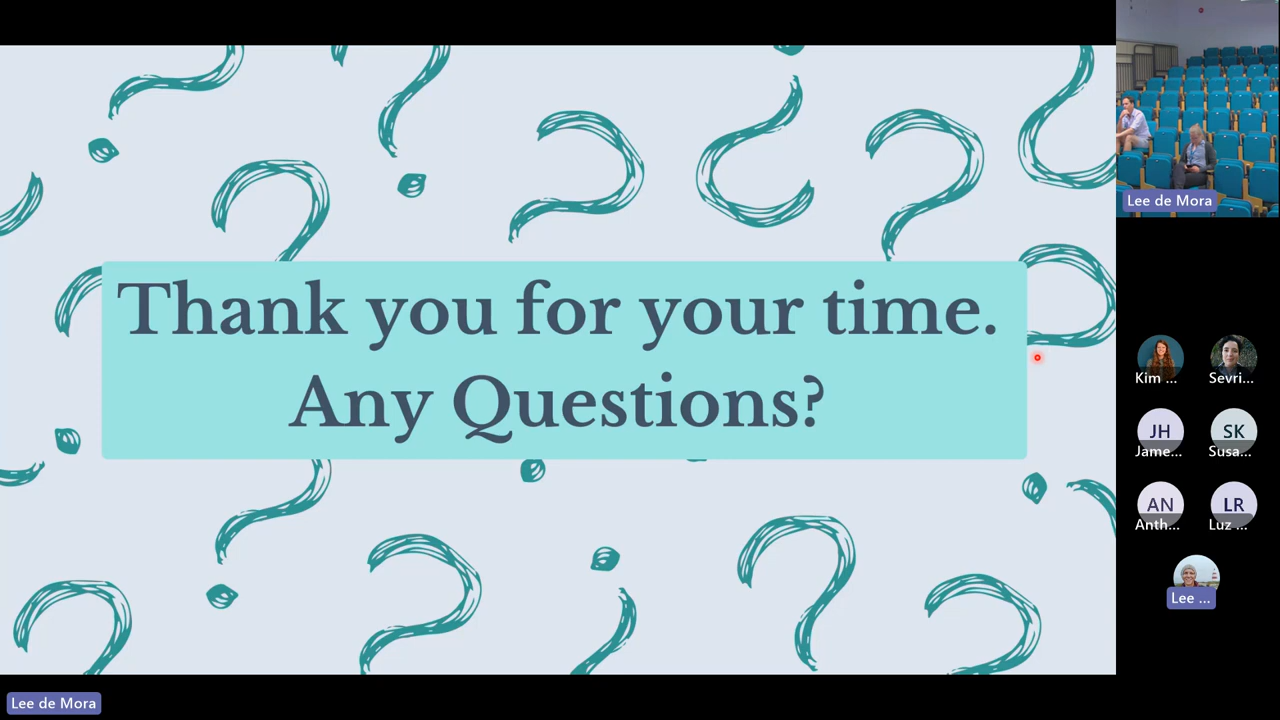 Thank you for your time.
Any Questions?
Lee de Mora
Kim ...
Sevri...
JH
Jame...
SK
Susa...
AN
Anth...
LR
Luz ...
Lee ...
Lee de Mora